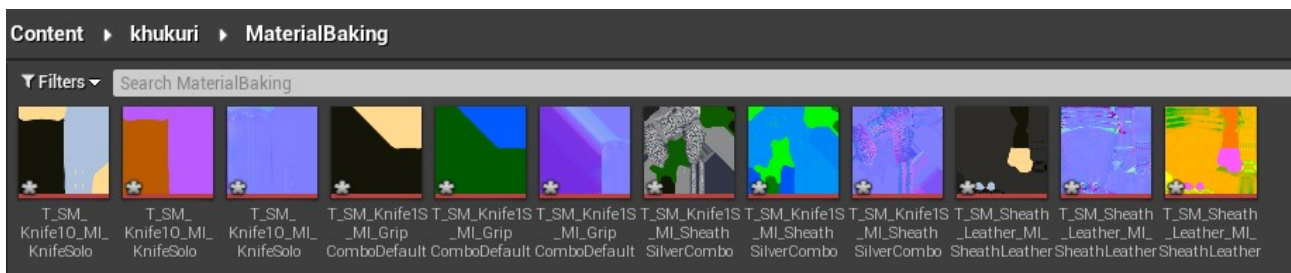 Content ▸ khukuri ▸ MaterialBaking
Filters Search MaterialBaking
T_SM_ T_SM_ T_SM_ T_SM_Knife1S T_SM_Knife1S T_SM_Knife1S T_SM_Knife1S T_SM_Knife1S T_SM_Knife1S T_SM_Sheath T_SM_Sheath T_SM_Sheath
Knife10_MI_ Knife10_MI_ Knife10_MI_ _MI_Grip _MI_Grip _MI_Grip _MI_Sheath _MI_Sheath _MI_Sheath _Leather_MI_ _Leather_MI_ _Leather_MI_
KnifeSolo KnifeSolo KnifeSolo ComboDefault ComboDefault ComboDefault SilverCombo SilverCombo SilverCombo SheathLeather SheathLeather SheathLeather